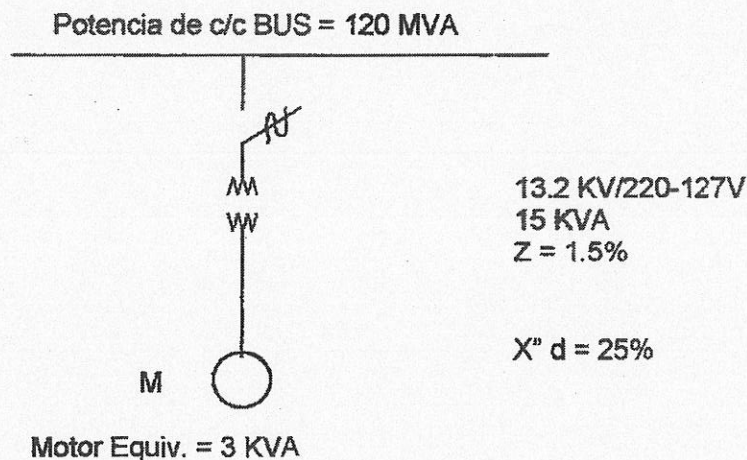 Potencia de c/c BUS = 120 MVA
13.2 KV/220-127V
15 KVA
Z = 1.5%
X" d = 25%
M
Motor Equiv. = 3 KVA